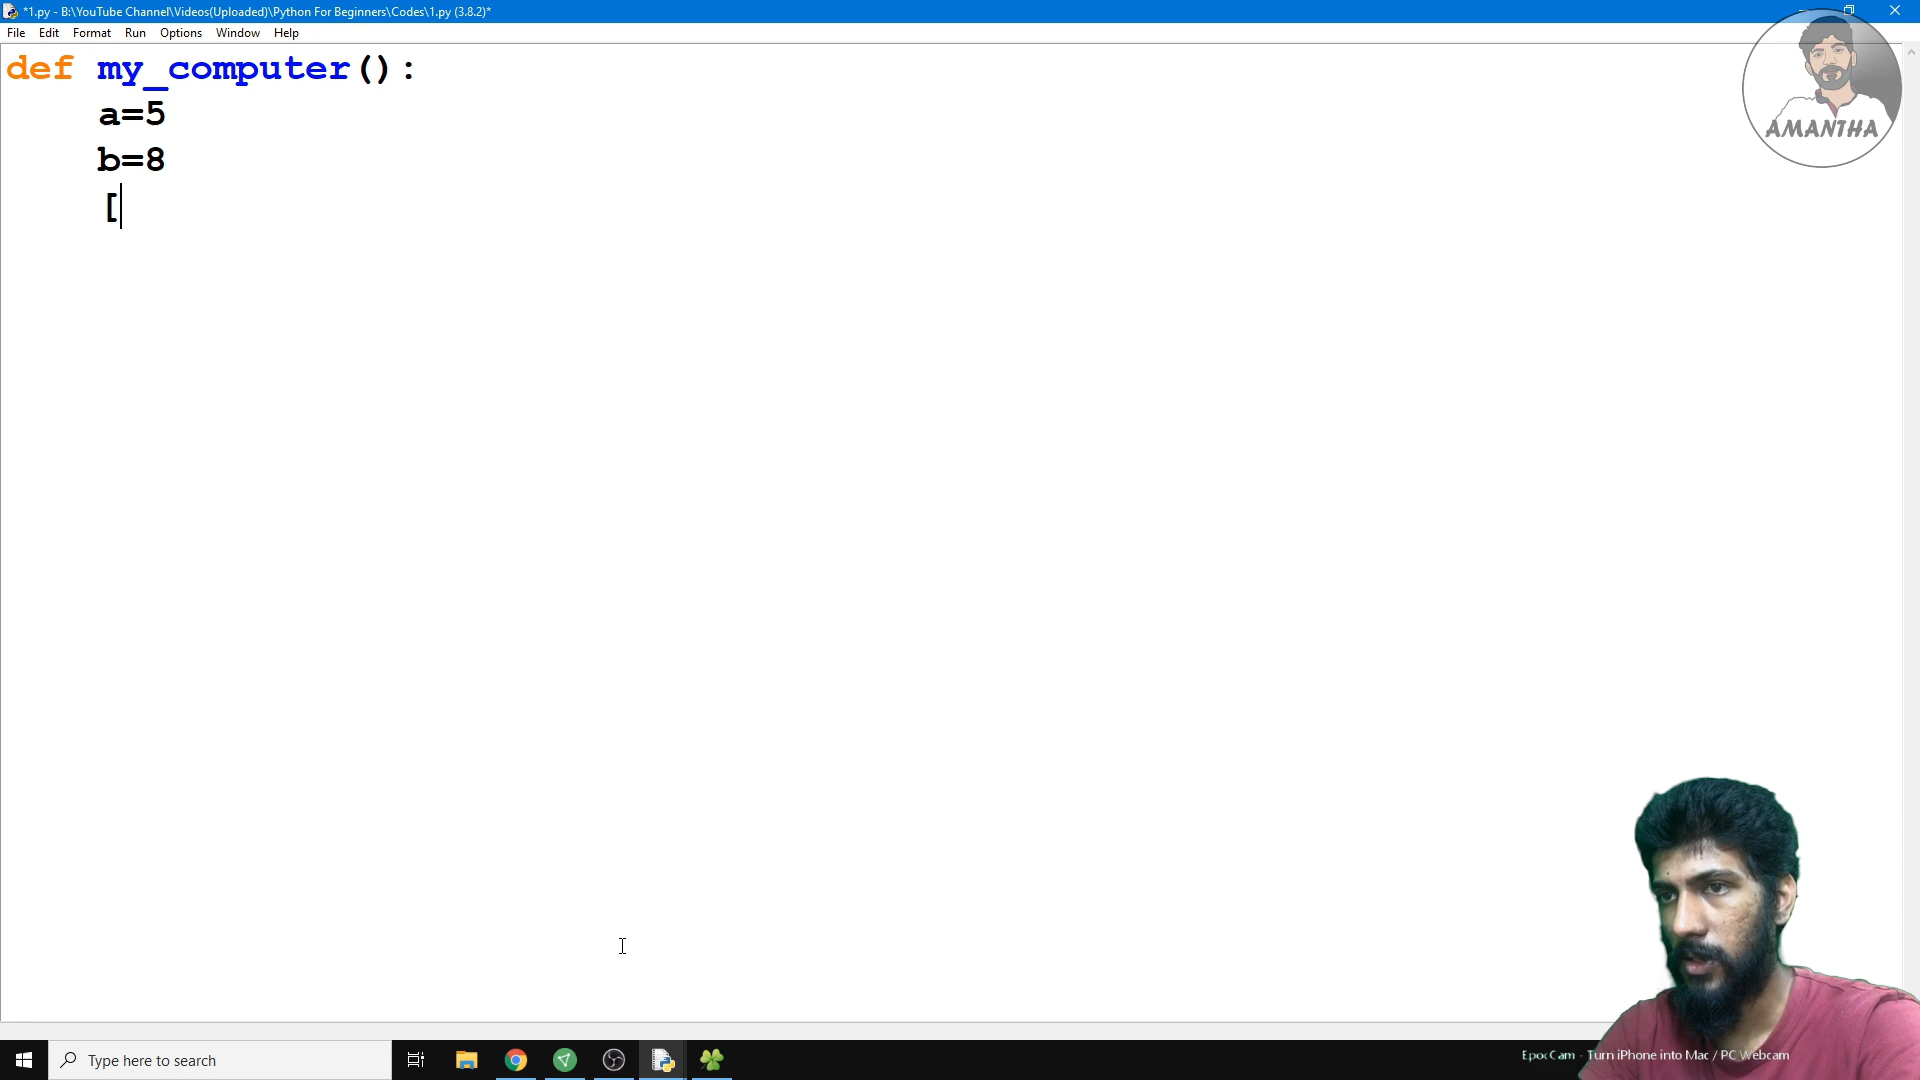 *1.py - B:\YouTube Channel\Videos(Uploaded)\Python For Beginners\Codes\1.py (3.8.2)*
File Edit Format Run Options Window Help
def my_computer():
a=5
b=8
[
AMANTHA
Type here to search
EpocCam - Turn iPhone into Mac / PC Webcam